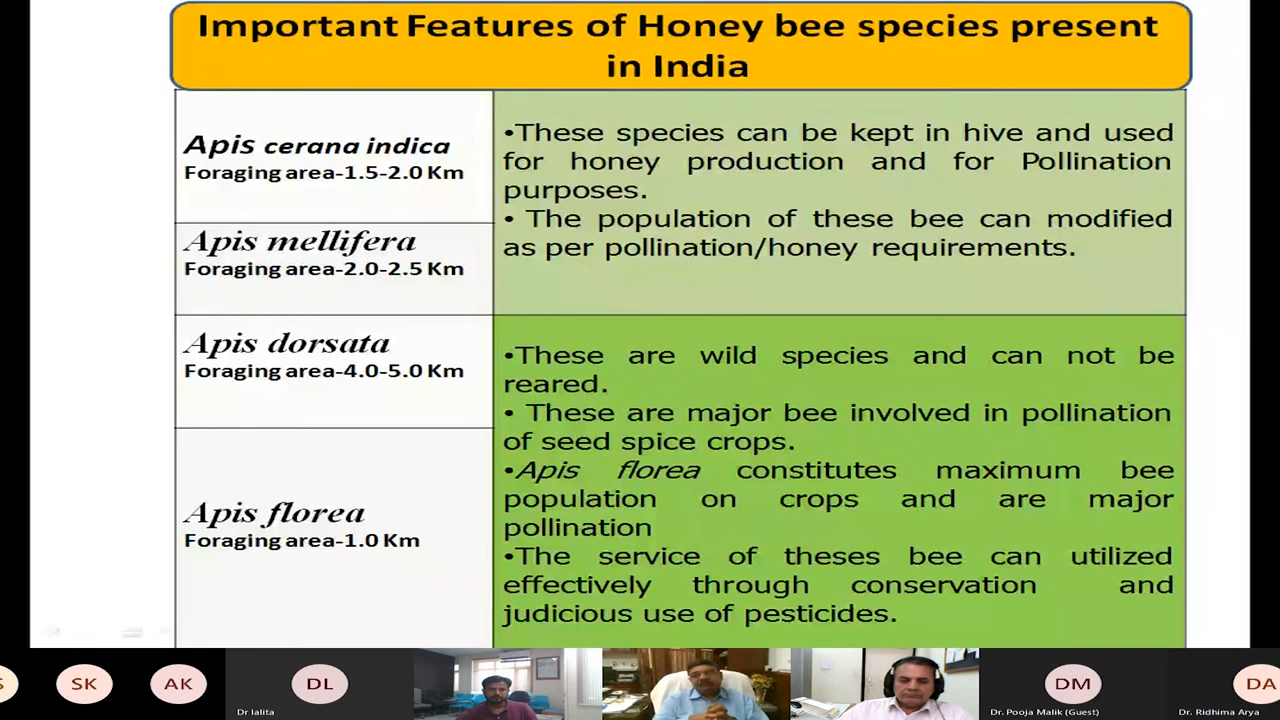 Important Features of Honey bee species present
in India
Apis cerana indica
Foraging area-1.5-2.0 Km
•These species can be kept in hive and used
for honey production and for Pollination
purposes.
• The population of these bee can modified
as per pollination/honey requirements.
Apis mellifera
Foraging area-2.0-2.5 Km
Apis dorsata
Foraging area-4.0-5.0 Km
•These are wild species and can not be
reared.
• These are major bee involved in pollination
of seed spice crops.
•Apis florea constitutes maximum bee
population on crops and are major
pollination
•The service of theses bee can utilized
effectively through conservation and
judicious use of pesticides.
Apis florea
Foraging area-1.0 Km
S
SK
AK
DL
DM
DA
Dr lalita
Dr. Pooja Malik (Guest)
Dr. Ridhima Arya